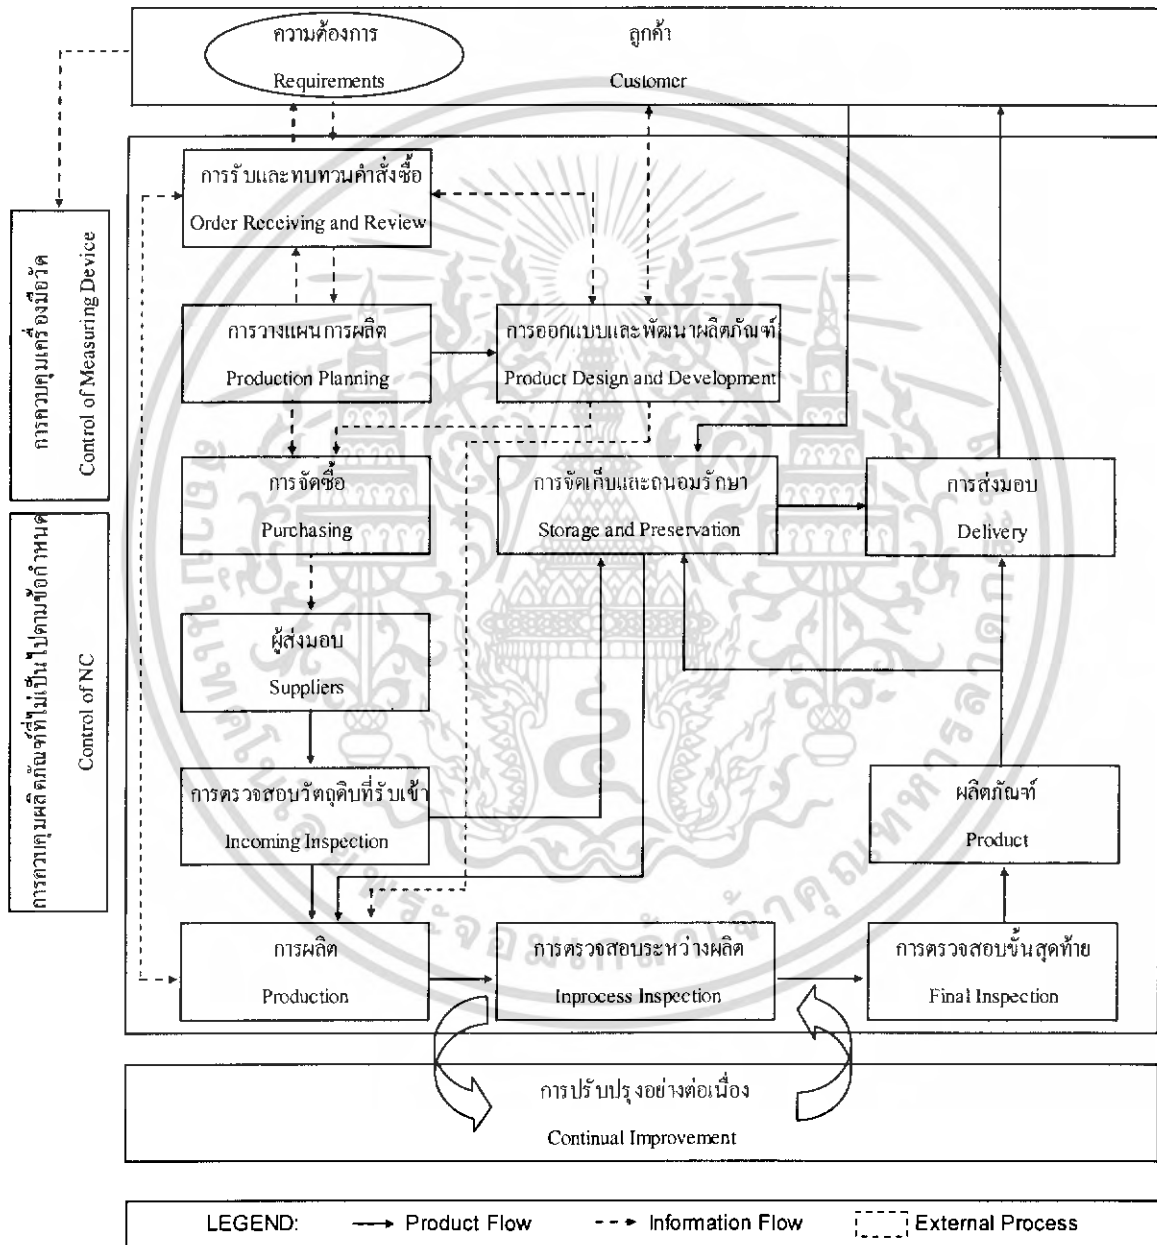 ความต้องการ
Requirements
ลูกค้า
Customer
การรับและทบทวนคำสั่งซื้อ
Order Receiving and Review
การควบคุมเครื่องมือวัด
Control of Measuring Device
การวางแผนการผลิต
Production Planning
การออกแบบและพัฒนาผลิตภัณฑ์
Product Design and Development
การจัดซื้อ
Purchasing
การจัดเก็บและถนอมรักษา
Storage and Preservation
การส่งมอบ
Delivery
การควบคุมผลิตภัณฑ์ที่ไม่เป็นไปตามข้อกำหนด
Control of NC
ผู้ส่งมอบ
Suppliers
การตรวจสอบวัตถุดิบที่รับเข้า
Incoming Inspection
ผลิตภัณฑ์
Product
การผลิต
Production
การตรวจสอบระหว่างผลิต
Inprocess Inspection
การตรวจสอบขั้นสุดท้าย
Final Inspection
การปรับปรุงอย่างต่อเนื่อง
Continual Improvement
LEGEND: Product Flow Information Flow External Process